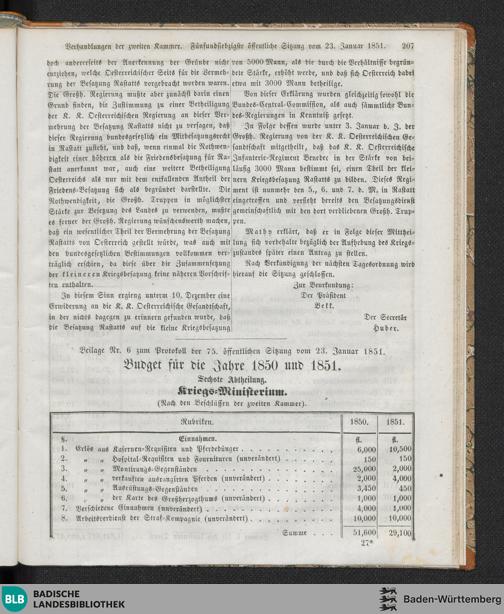 Verhandlungen der zweiten Kammer. Fünfundsiebzigste öffentliche Sitzung vom 23. Januar 1851. 207
doch andererseits der Anerkennung der Gründe nicht
entziehen, welche Oesterreichischer Seits für die Vermeh-
rung der Besatzung Rastatts vorgebracht worden waren.
Die Großh. Regierung mußte aber zunächst darin einen
Grund finden, die Zustimmung zu einer Betheiligung
der K. K. Oesterreichischen Regierung an dieser Ver-
mehrung der Besatzung Rastatts nicht zu versagen, daß
dieser Regierung bundesgesetzlich ein Mitbesetzungsrecht
in Rastatt zusteht, und daß, wenn einmal die Nothwen-
digkeit einer höheren als die Friedensbesatzung für Ra-
statt anerkannt war, auch eine weitere Betheiligung
Oesterreichs als nur mit dem entfallenden Antheil der
Friedens-Besatzung sich als begründet darstellte. Die
Nothwendigkeit, die Großh. Truppen in möglichster
Stärke zur Besatzung des Landes zu verwenden, mußte
es ferner der Großh. Regierung wünschenswerth machen,
daß ein wesentlicher Theil der Vermehrung der Besatzung
Rastatts von Oesterreich gestellt würde, was auch mit
den bundesgesetzlichen Bestimmungen vollkommen ver-
träglich erschien, da diese über die Zusammensetzung
der kleineren Kriegsbesatzung keine näheren Vorschrif-
ten enthalten.
In diesem Sinn erging unterm 10. Dezember eine
Erwiderung an die K. K. Oesterreichische Gesandtschaft,
in der nichts dagegen zu erinnern gefunden wurde, daß
die Besatzung Rastatts auf die kleine Kriegsbesatzung
von 5000 Mann, als die durch die Verhältnisse begrün-
dete Stärke, erhöht werde, und daß sich Oesterreich dabei
etwa mit 3000 Mann betheilige.
Von dieser Erklärung wurden gleichzeitig sowohl die
Bundes-Central-Commission, als auch sämmtliche Bun-
des-Regierungen in Kenntniß gesetzt.
In Folge dessen wurde unter 3. Januar d. J. der
Großh. Regierung von der K. K. Oesterreichischen Ge-
sandtschaft mitgetheilt, daß das K. K. Oesterreichische
Infanterie-Regiment Benedec in der Stärke von bei-
läufig 3000 Mann bestimmt sei, einen Theil der klei-
nern Kriegsbesatzung Rastatts zu bilden. Dieses Regi-
ment ist nunmehr den 5., 6. und 7. d. M. in Rastatt
eingetroffen und versieht bereits den Besatzungsdienst
gemeinschaftlich mit den dort verbliebenen Großh. Trup-
pen.
Mathy erklärt, daß er in Folge dieser Mitthei-
lung sich vorbehalte bezüglich der Aufhebung des Kriegs-
zustandes später einen Antrag zu stellen.
Nach Verkündigung der nächsten Tagesordnung wird
hierauf die Sitzung geschlossen.
Zur Beurkundung:
Der Präsident
Bekk.
Der Secretär
Huber.
Beilage Nr. 6 zum Protokoll der 75. öffentlichen Sitzung vom 23. Januar 1851.
Budget für die Jahre 1850 und 1851.
Sechste Abtheilung.
Kriegs-Ministerium.
(Nach den Beschlüssen der zweiten Kammer).
Rubriken. 1850. 1851.
§. Einnahmen. fl. fl.
1. Erlös aus Kasernen-Requisiten und Pferdedünger . . . 6,000 10,500
2. „ „ Hospital-Requisiten und Fournituren (unverändert) . . . 150 150
3. „ „ Montirungs-Gegenständen . . . 25,000 2,000
4. „ „ verkauften ausrangirten Pferden (unverändert) . . . 2,000 4,000
5. „ „ Ausrüstungs-Gegenständen . . . 3,450 450
6. „ „ der Karte des Großherzogthums (unverändert) . . . 1,000 1,000
7. Verschiedene Einnahmen (unverändert) . . . 4,000 1,000
8. Arbeitsverdienst der Straf-Kompagnie (unverändert) . . . 10,000 10,000
Summe . . . 51,600 29,100
27*
BLB BADISCHE
LANDESBIBLIOTHEK
Baden-Württemberg